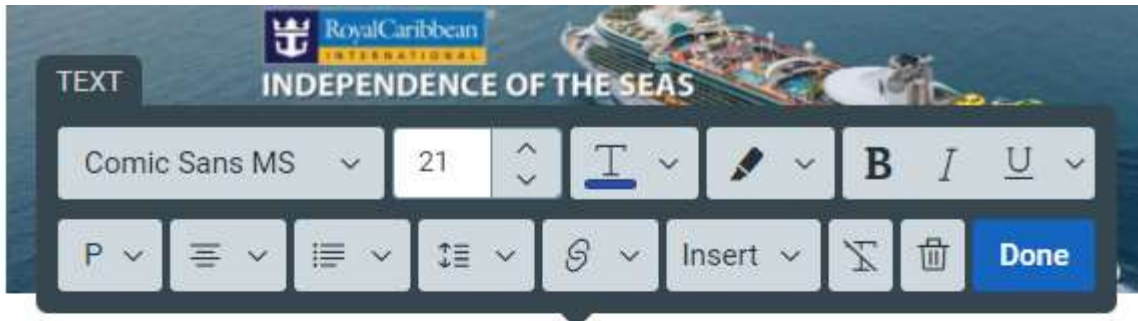 RoyalCaribbean
INTERNATIONAL
INDEPENDENCE OF THE SEAS
TEXT
Comic Sans MS
21
T
B I U
P
Insert
Done